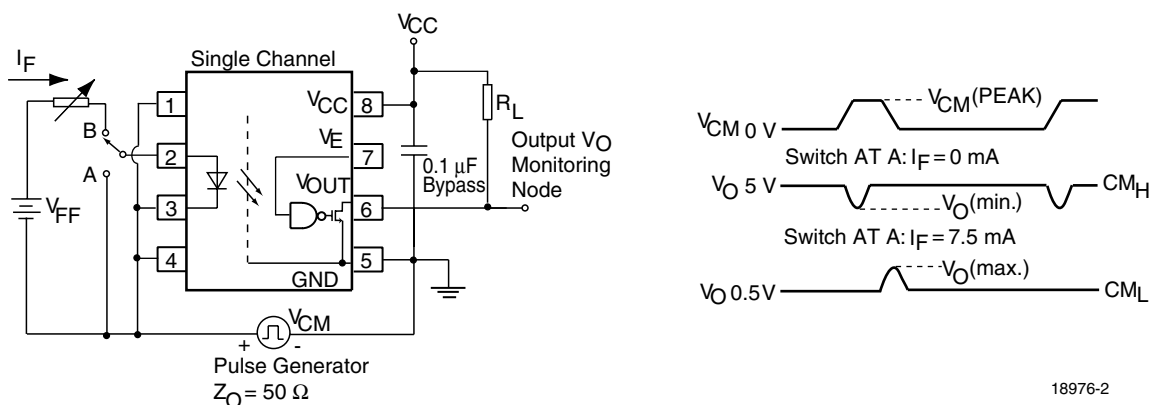 VCC
Single Channel
IF
1
VCC
8
RL
B
VE
2
7
Output VO
Monitoring
Node
0.1 µF
Bypass
A
VOUT
VFF
3
6
4
5
GND
VCM
+
-
Pulse Generator
ZO = 50 Ω
VCM (PEAK)
VCM 0 V
Switch AT A: IF = 0 mA
VO 5 V
CMH
VO (min.)
Switch AT A: IF = 7.5 mA
VO (max.)
VO 0.5 V
CML
18976-2